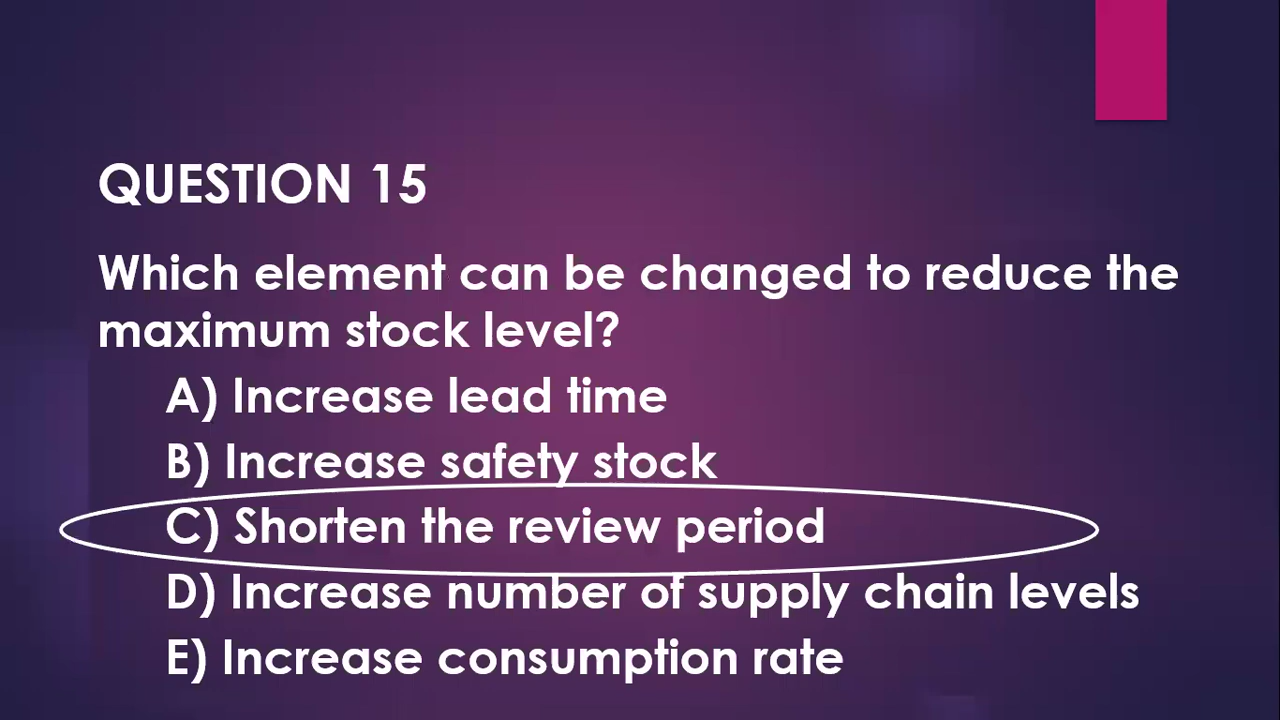 QUESTION 15
Which element can be changed to reduce the
maximum stock level?
A) Increase lead time
B) Increase safety stock
C) Shorten the review period
D) Increase number of supply chain levels
E) Increase consumption rate